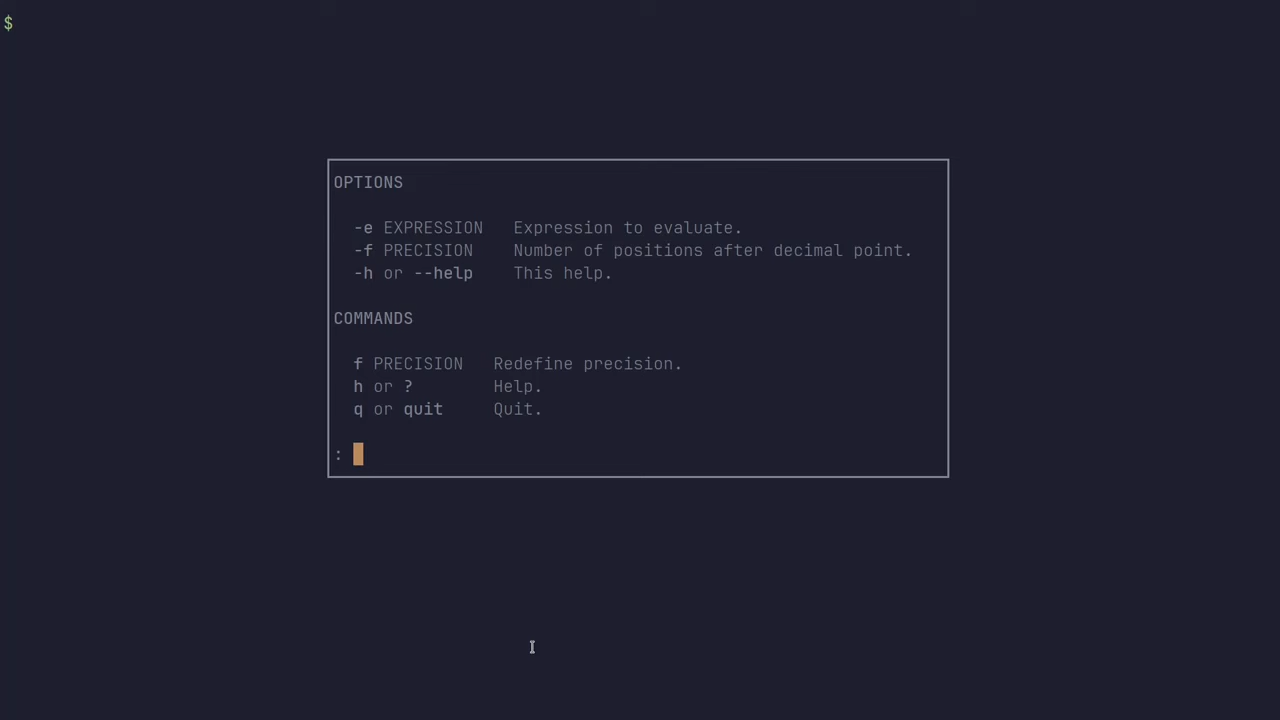 $
OPTIONS
-e EXPRESSION   Expression to evaluate.
-f PRECISION    Number of positions after decimal point.
-h or --help    This help.
COMMANDS
f PRECISION   Redefine precision.
h or ?        Help.
q or quit     Quit.
: